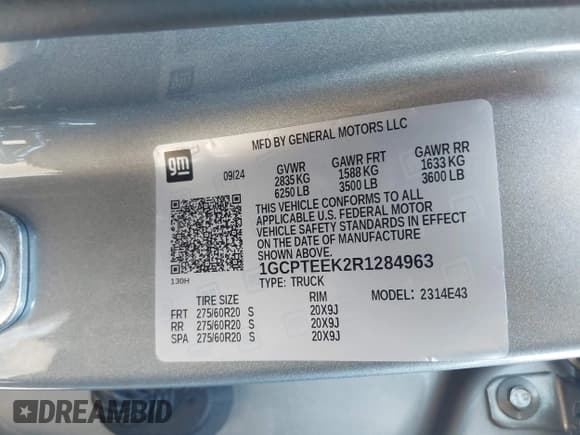 MFD BY GENERAL MOTORS LLC
gm
09/24
GVWR GAWR FRT GAWR RR
2835 KG 1588 KG 1633 KG
6250 LB 3500 LB 3600 LB
THIS VEHICLE CONFORMS TO ALL
APPLICABLE U.S. FEDERAL MOTOR
VEHICLE SAFETY STANDARDS IN EFFECT
ON THE DATE OF MANUFACTURE SHOWN ABOVE.
1GCPTEEK2R1284963
TYPE: TRUCK MODEL: 2314E43
130H
TIRE SIZE RIM
FRT 275/60R20 S 20X9J
RR 275/60R20 S 20X9J
SPA 275/60R20 S 20X9J
DREAMBID